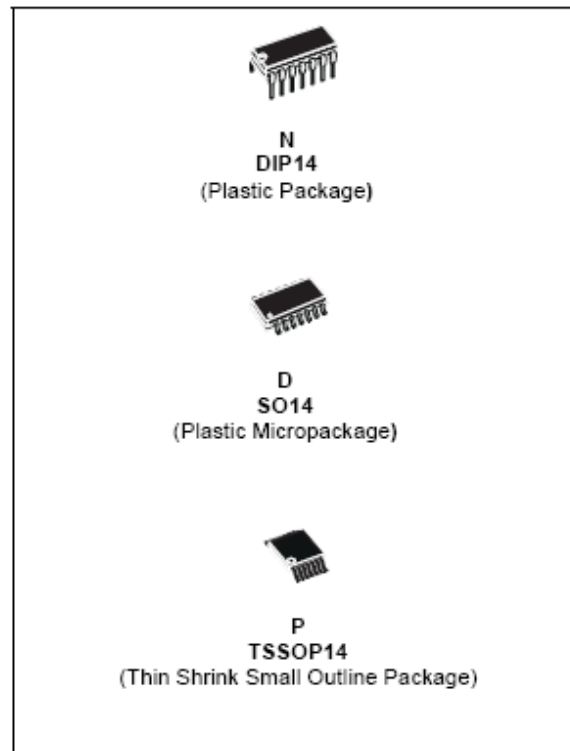 N
DIP14
(Plastic Package)
D
SO14
(Plastic Micropackage)
P
TSSOP14
(Thin Shrink Small Outline Package)